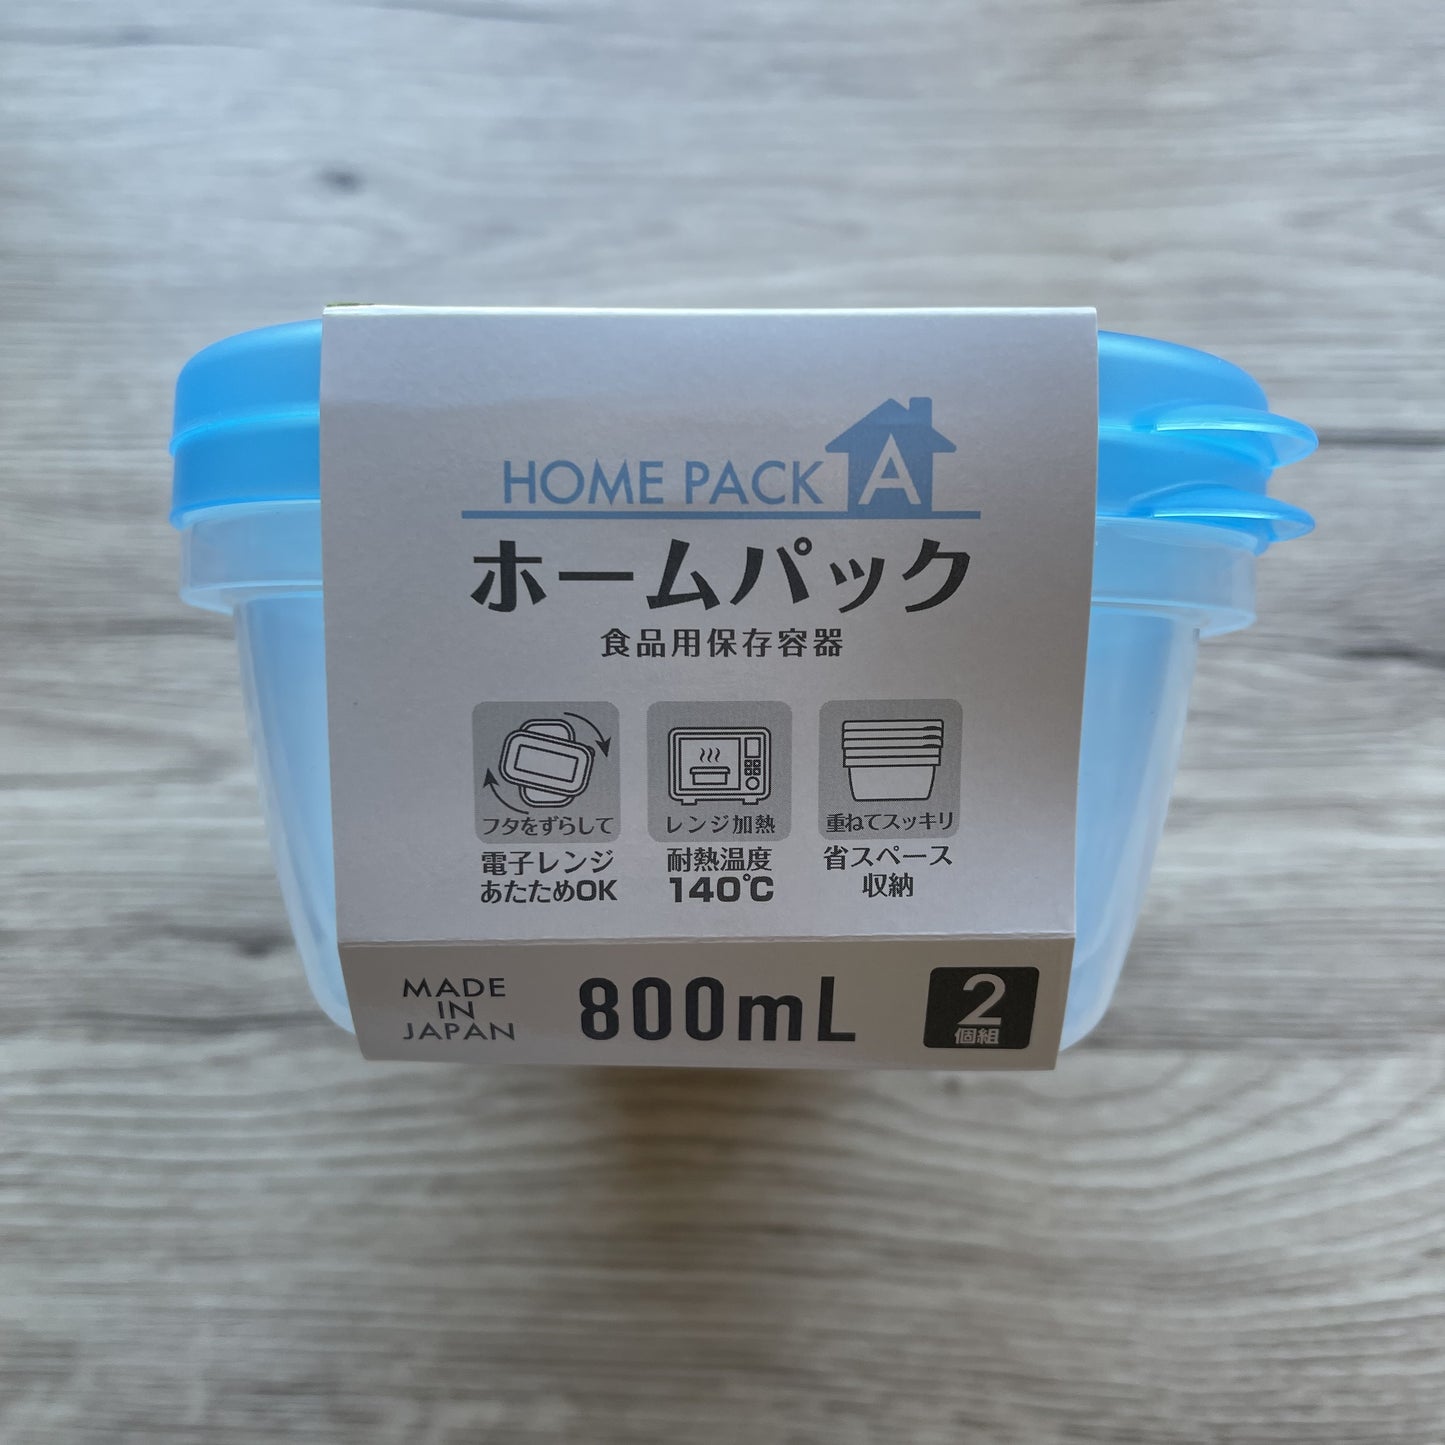 HOME PACK A
ホームパック
食品用保存容器
フタをずらして
電子レンジ
あたためOK
レンジ加熱
耐熱温度
140℃
重ねてスッキリ
省スペース
収納
MADE
IN
JAPAN
800mL
2
個組